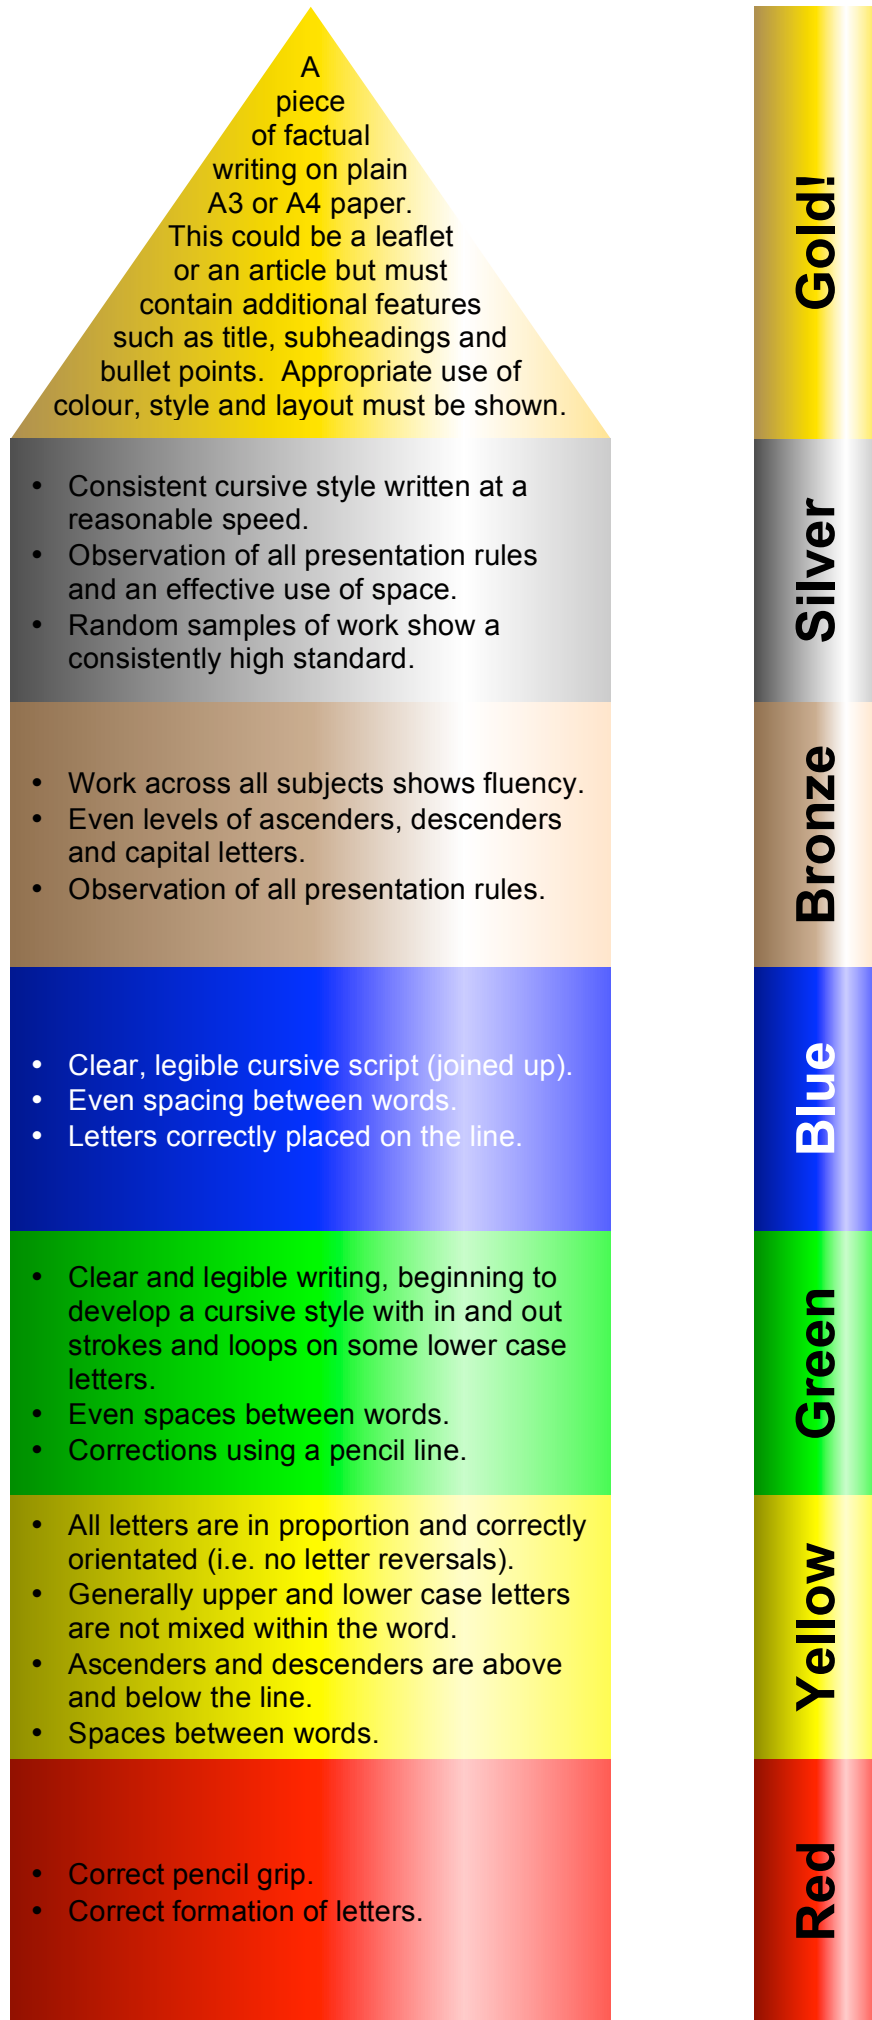 A
piece
of factual
writing on plain
A3 or A4 paper.
This could be a leaflet
or an article but must
contain additional features
such as title, subheadings and
bullet points.  Appropriate use of
colour, style and layout must be shown.
Gold!
• Consistent cursive style written at a
reasonable speed.
• Observation of all presentation rules
and an effective use of space.
• Random samples of work show a
consistently high standard.
Silver
• Work across all subjects shows fluency.
• Even levels of ascenders, descenders
and capital letters.
• Observation of all presentation rules.
Bronze
• Clear, legible cursive script (joined up).
• Even spacing between words.
• Letters correctly placed on the line.
Blue
• Clear and legible writing, beginning to
develop a cursive style with in and out
strokes and loops on some lower case
letters.
• Even spaces between words.
• Corrections using a pencil line.
Green
• All letters are in proportion and correctly
orientated (i.e. no letter reversals).
• Generally upper and lower case letters
are not mixed within the word.
• Ascenders and descenders are above
and below the line.
• Spaces between words.
Yellow
• Correct pencil grip.
• Correct formation of letters.
Red